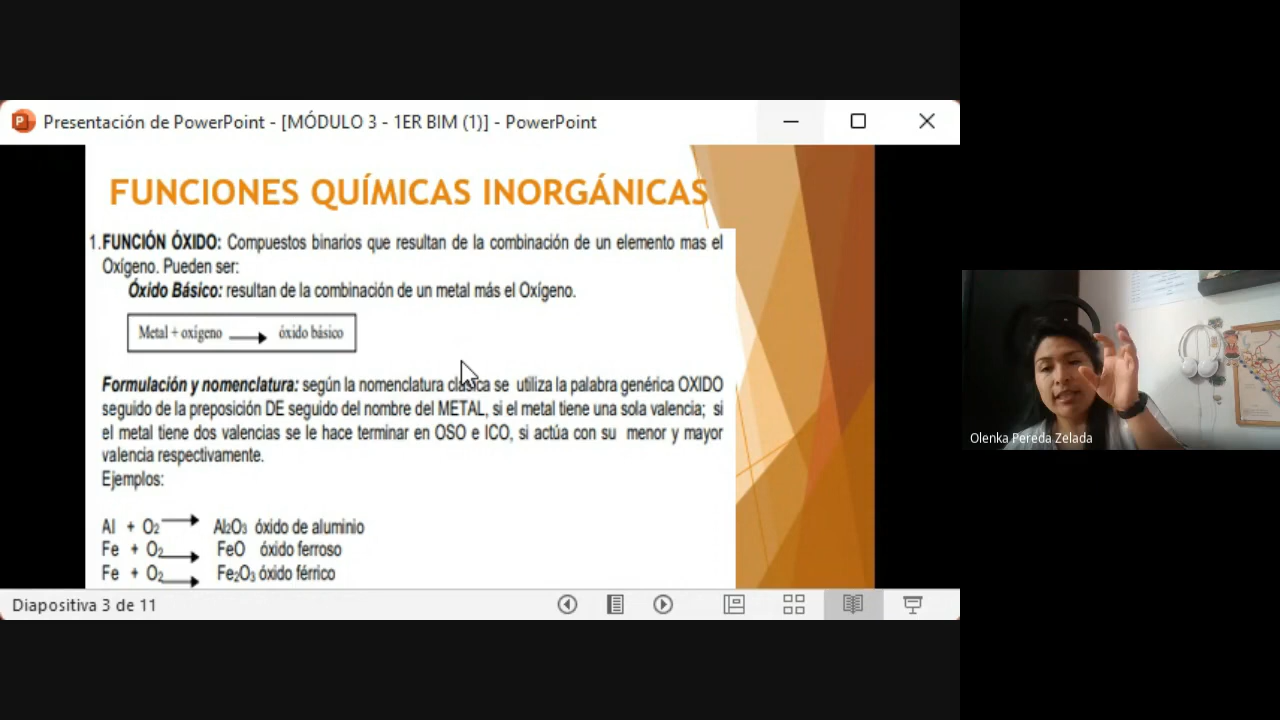 Presentación de PowerPoint - [MÓDULO 3 - 1ER BIM (1)] - PowerPoint
FUNCIONES QUÍMICAS INORGÁNICAS
1. FUNCIÓN ÓXIDO: Compuestos binarios que resultan de la combinación de un elemento mas el
Oxígeno. Pueden ser:
Óxido Básico: resultan de la combinación de un metal más el Oxígeno.
Metal + oxígeno → óxido básico
Formulación y nomenclatura: según la nomenclatura clásica se utiliza la palabra genérica OXIDO
seguido de la preposición DE seguido del nombre del METAL, si el metal tiene una sola valencia; si
el metal tiene dos valencias se le hace terminar en OSO e ICO, si actúa con su menor y mayor
valencia respectivamente.
Ejemplos:
Al + O2 → Al2O3 óxido de aluminio
Fe + O2 → FeO óxido ferroso
Fe + O2 → Fe2O3 óxido férrico
Diapositiva 3 de 11
Olenka Pereda Zelada